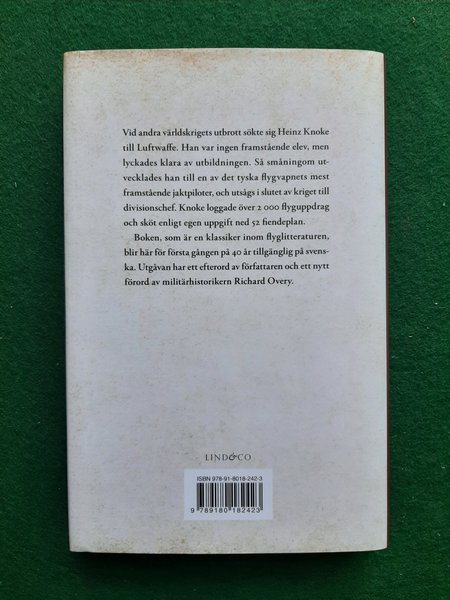 Vid andra världskrigets utbrott sökte sig Heinz Knoke
till Luftwaffe. Han var ingen framstående elev, men
lyckades klara av utbildningen. Så småningom ut-
vecklades han till en av det tyska flygvapnets mest
framstående jaktpiloter, och utsågs i slutet av kriget till
divisionschef. Knoke loggade över 2 000 flyguppdrag
och sköt enligt egen uppgift ned 52 fiendeplan.
Boken, som är en klassiker inom flyglitteraturen,
blir här för första gången på 40 år tillgänglig på svens-
ka. Utgåvan har ett efterord av författaren och ett nytt
förord av militärhistorikern Richard Overy.
LIND&CO
ISBN 978-91-8018-242-3
9 789180 182423